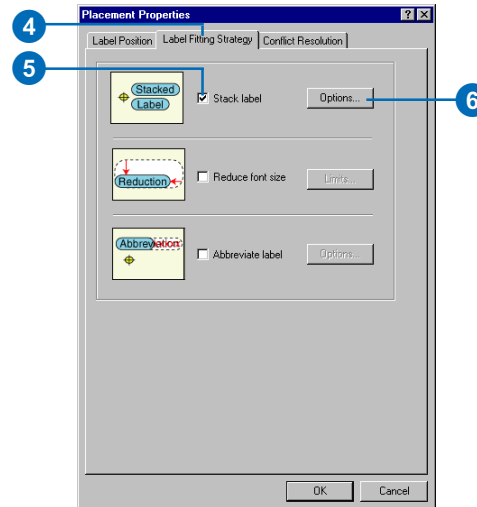 Placement Properties
4
Label Position Label Fitting Strategy Conflict Resolution
5
Stacked
Label
Stack label
Options...
6
Reduction
Reduce font size
Limits...
Abbreviation
Abbreviate label
Options...
OK Cancel